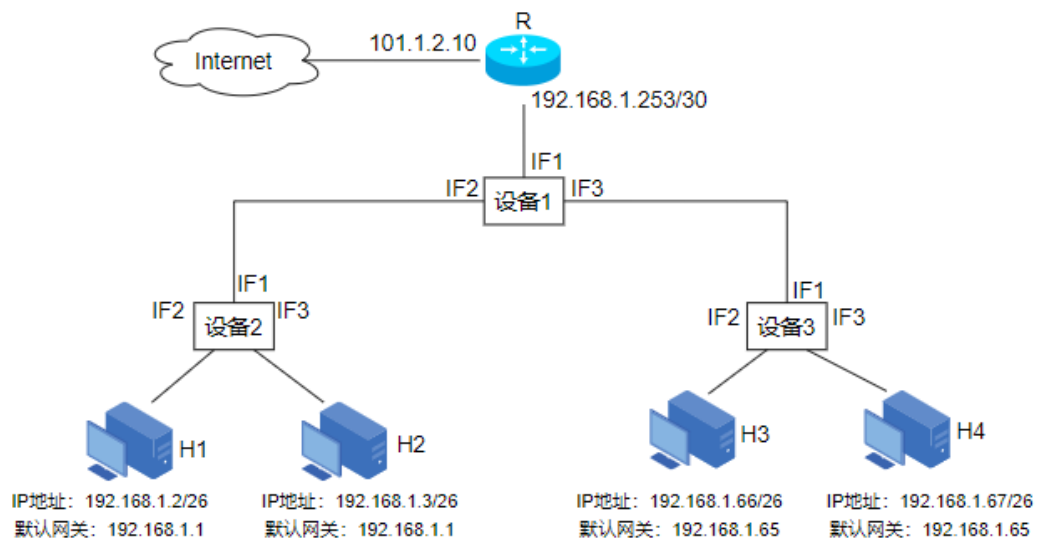 R
101.1.2.10
Internet
192.168.1.253/30
IF1
IF2 设备1 IF3
IF1
IF2 设备2 IF3
IF1
IF2 设备3 IF3
H1
H2
H3
H4
IP地址：192.168.1.2/26
默认网关：192.168.1.1
IP地址：192.168.1.3/26
默认网关：192.168.1.1
IP地址：192.168.1.66/26
默认网关：192.168.1.65
IP地址：192.168.1.67/26
默认网关：192.168.1.65